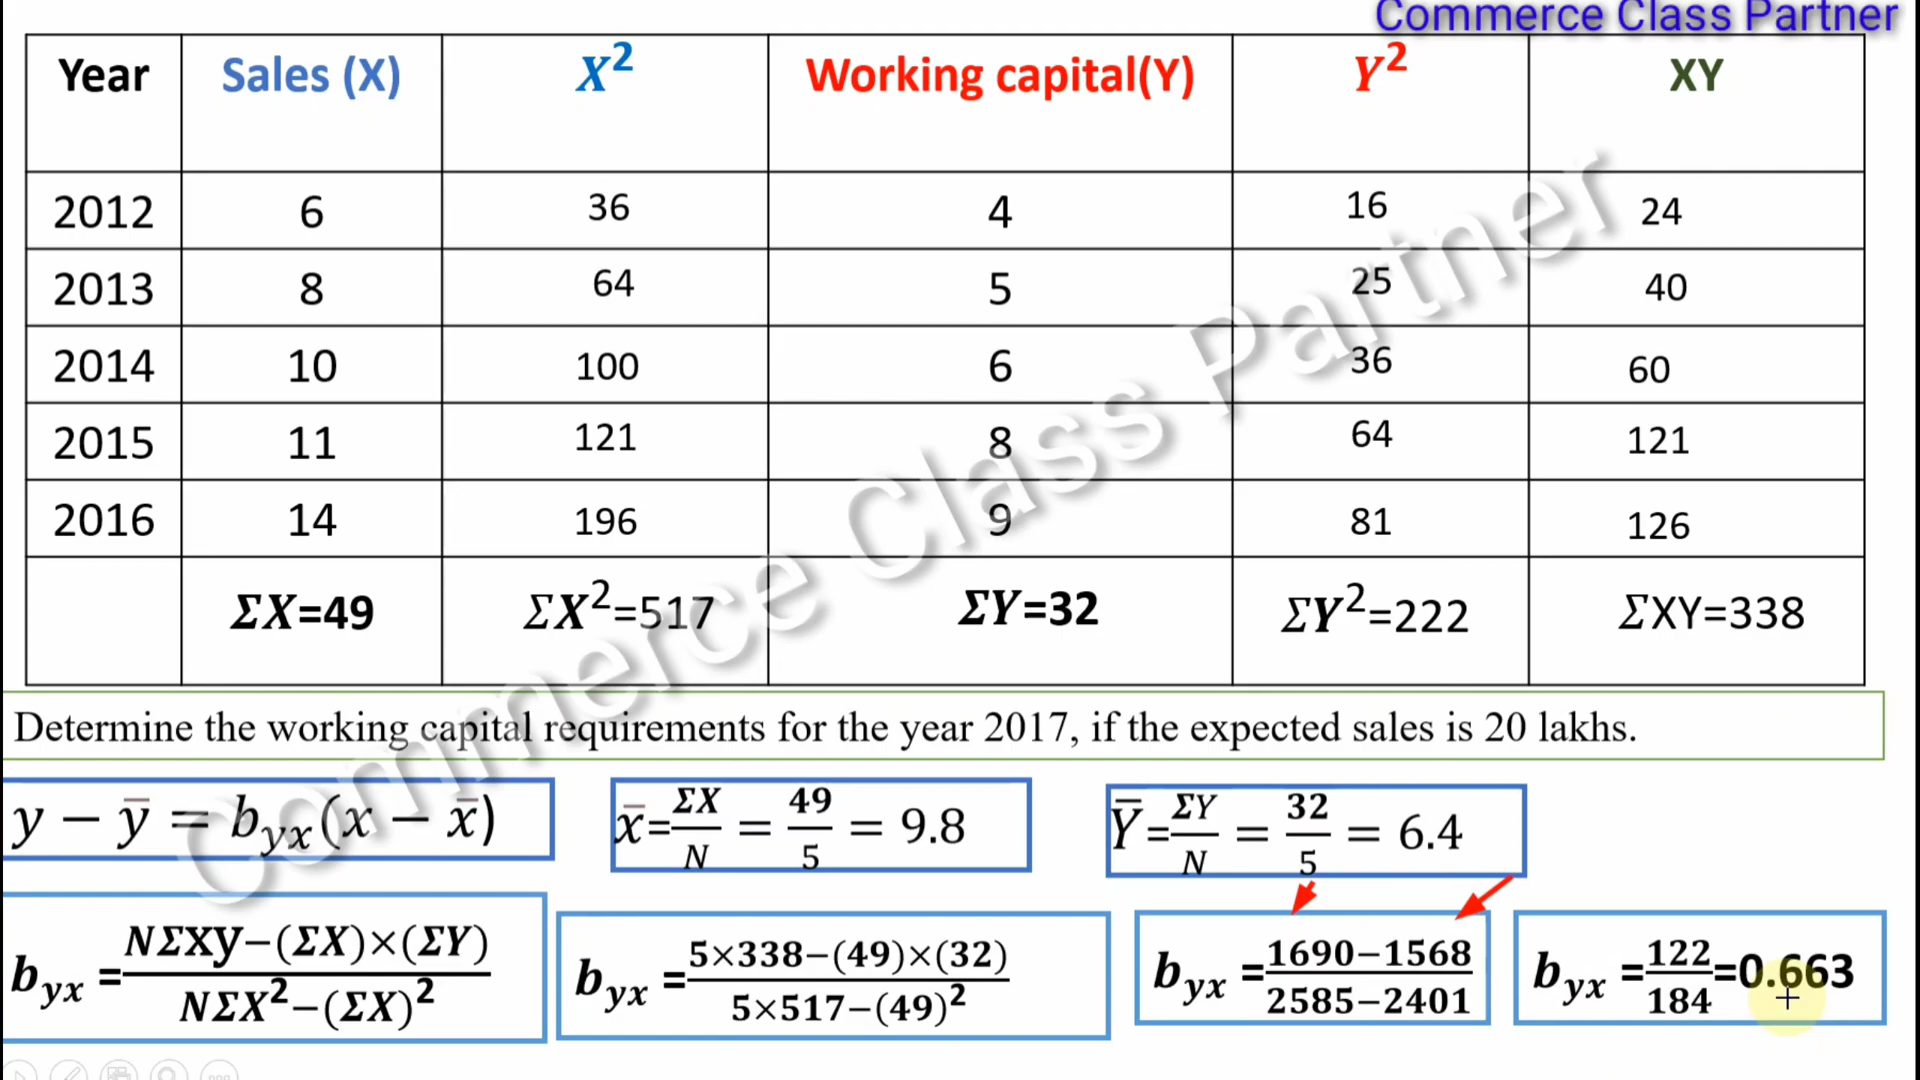 Commerce Class Partner
Year Sales (X) X² Working capital(Y) Y² XY
2012 6 36 4 16 24
2013 8 64 5 25 40
2014 10 100 6 36 60
2015 11 121 8 64 121
2016 14 196 9 81 126
ΣX=49 ΣX²=517 ΣY=32 ΣY²=222 ΣXY=338
Commerce Class Partner
Determine the working capital requirements for the year 2017, if the expected sales is 20 lakhs.
y − ȳ = b_yx(x − x̄)
x̄=ΣX/N = 49/5 = 9.8
Ȳ=ΣY/N = 32/5 = 6.4
b_yx =NΣxy−(ΣX)×(ΣY)/NΣX²−(ΣX)²
b_yx =5×338−(49)×(32)/5×517−(49)²
b_yx =1690−1568/2585−2401
b_yx =122/184=0.663